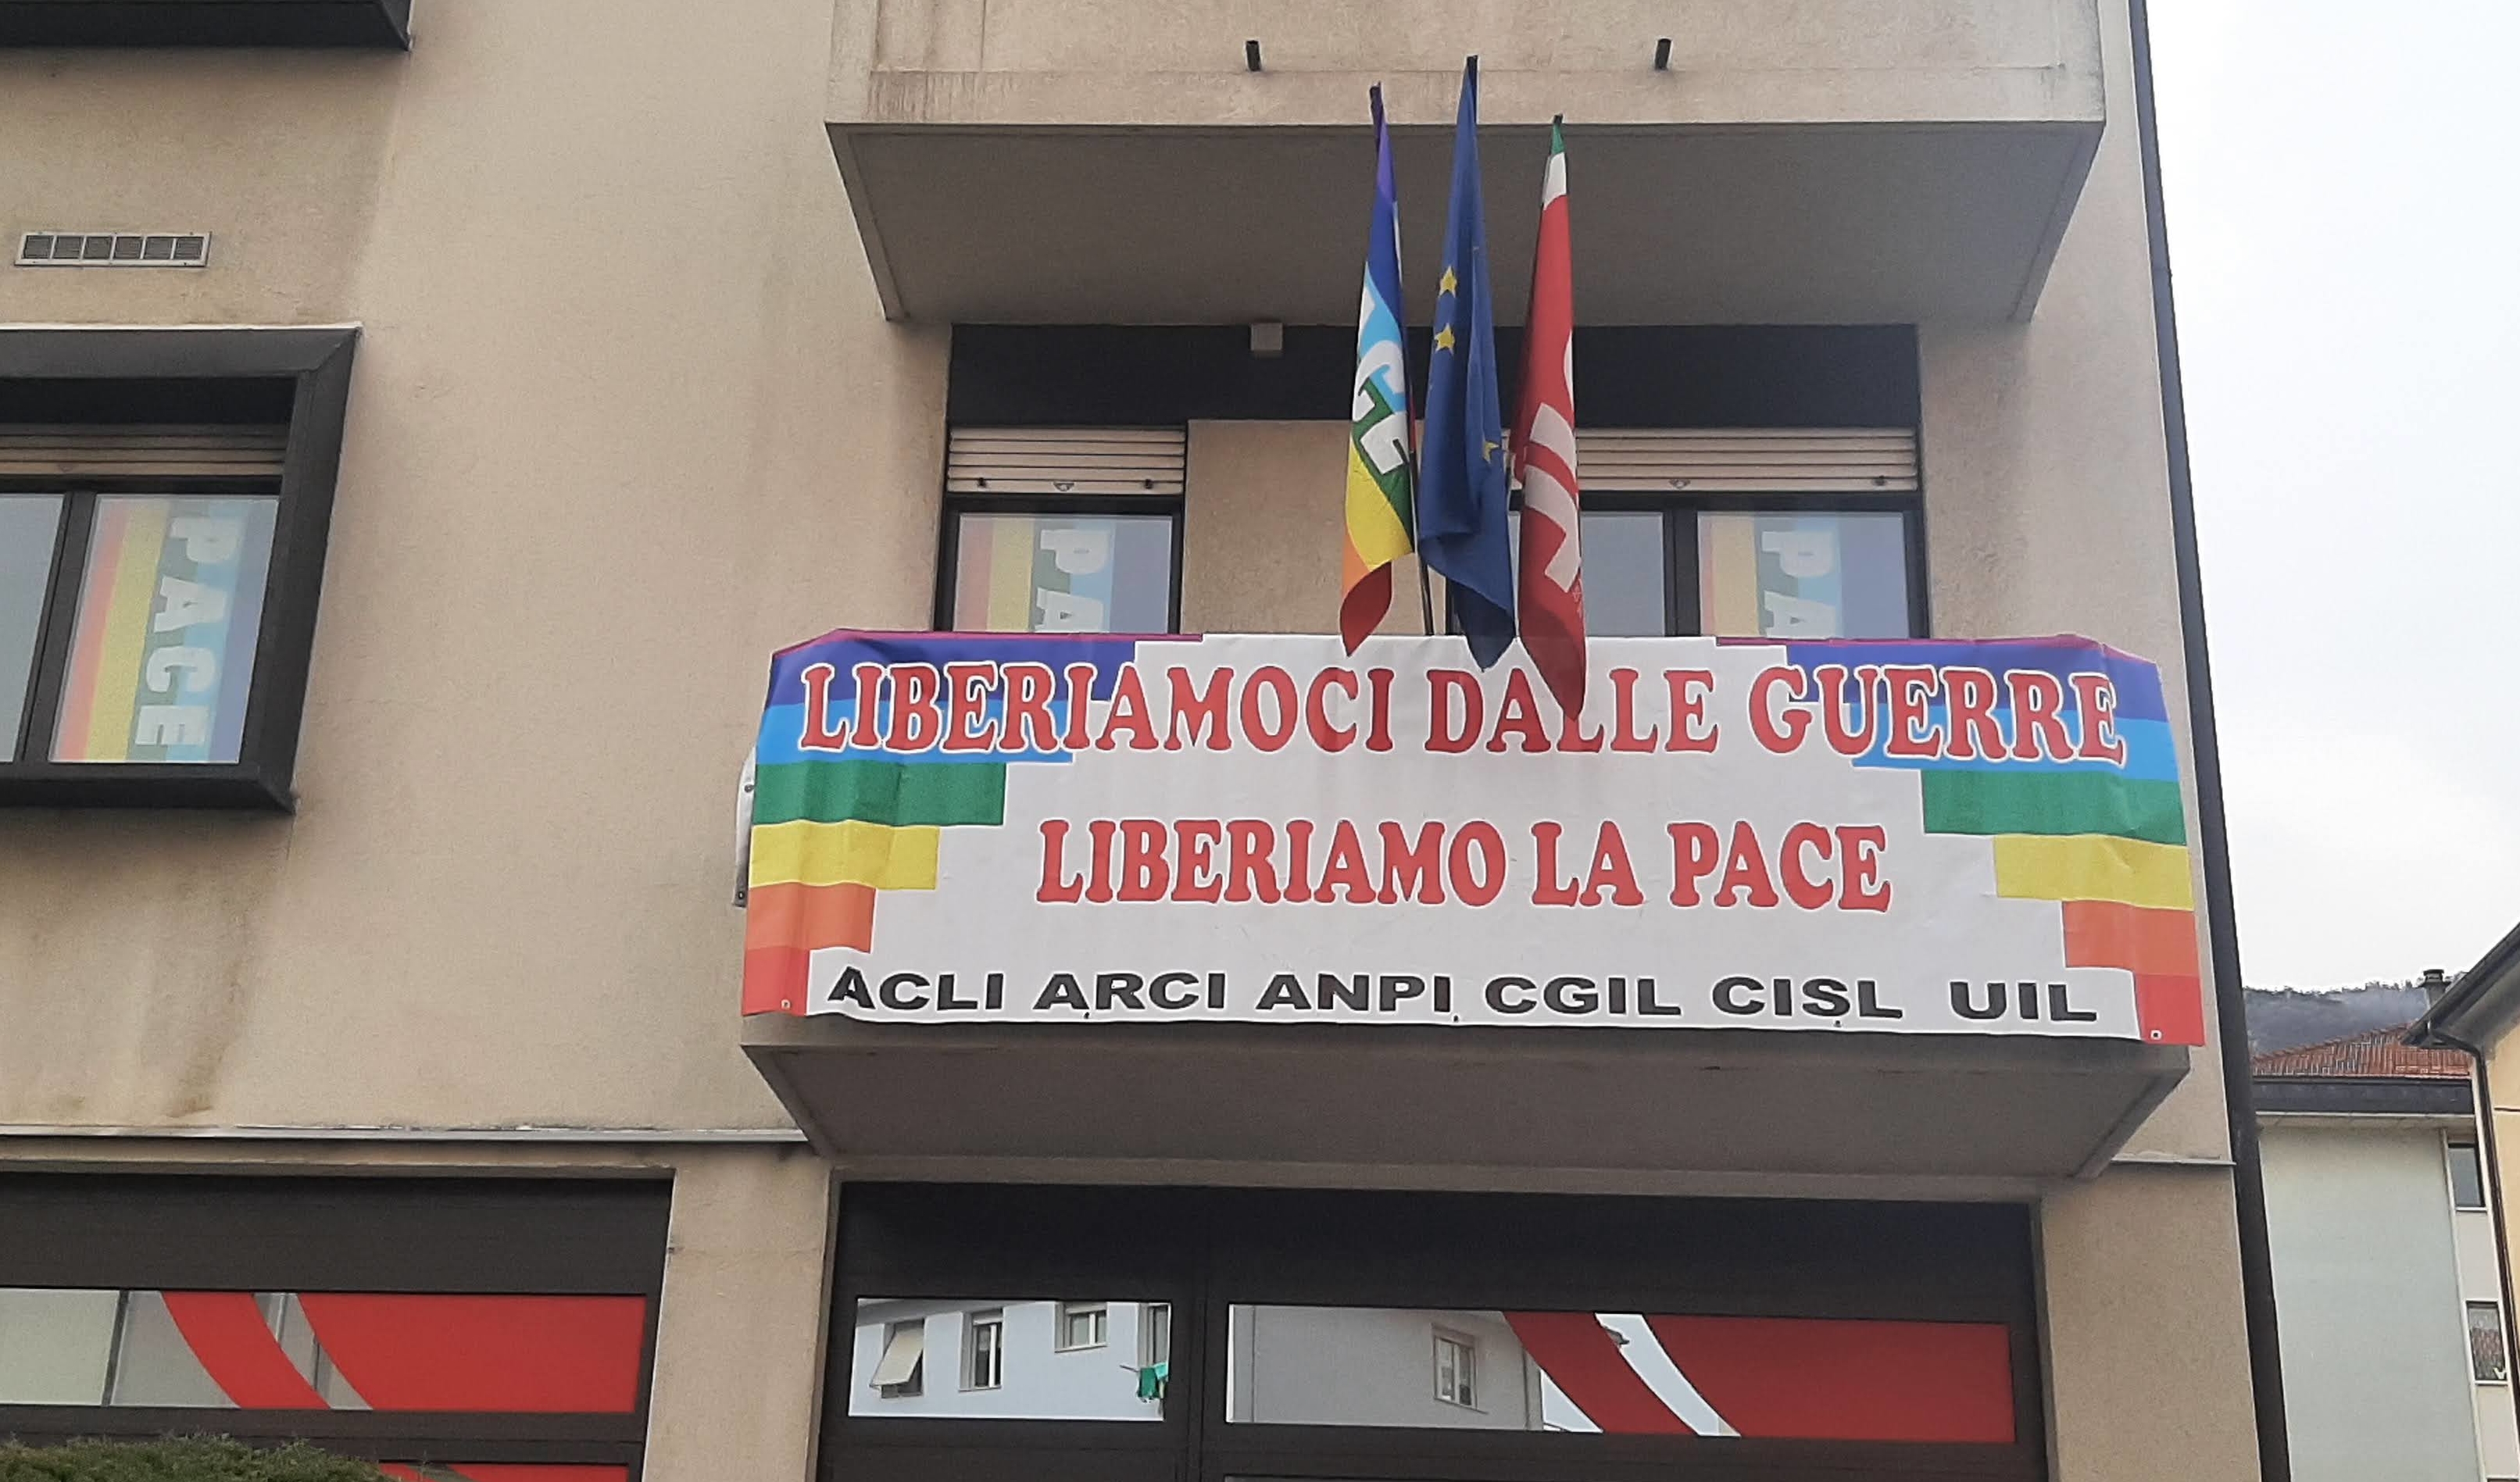 PACE
LIBERIAMOCI DALLE GUERRE
LIBERIAMO LA PACE
ACLI ARCI ANPI CGIL CISL UIL